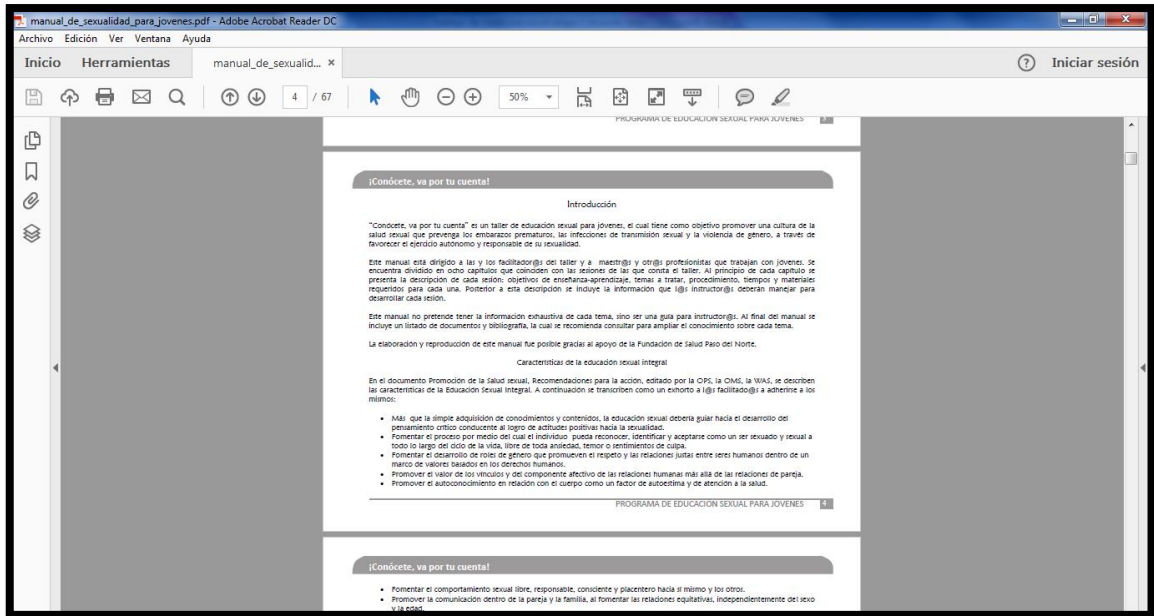 manual_de_sexualidad_para_jovenes.pdf - Adobe Acrobat Reader DC
Archivo Edición Ver Ventana Ayuda
Inicio Herramientas manual_de_sexualid... × ? Iniciar sesión
4 / 67 50%
PROGRAMA DE EDUCACION SEXUAL PARA JOVENES 3
¡Conócete, va por tu cuenta!
Introducción
"Conócete, va por tu cuenta" es un taller de educación sexual para jóvenes, el cual tiene como objetivo promover una cultura de la
salud sexual que prevenga los embarazos prematuros, las infecciones de transmisión sexual y la violencia de género, a través de
favorecer el ejercicio autónomo y responsable de su sexualidad.
Este manual está dirigido a las y los facilitador@s del taller y a maestr@s y otr@s profesionistas que trabajan con jóvenes. Se
encuentra dividido en ocho capítulos que coinciden con las sesiones de las que consta el taller. Al principio de cada capítulo se
presenta la descripción de cada sesión: objetivos de enseñanza-aprendizaje, temas a tratar, procedimiento, tiempos y materiales
requeridos para cada una. Posterior a esta descripción se incluye la información que l@s instructor@s deberán manejar para
desarrollar cada sesión.
Este manual no pretende tener la información exhaustiva de cada tema, sino ser una guía para instructor@s. Al final del manual se
incluye un listado de documentos y bibliografía, la cual se recomienda consultar para ampliar el conocimiento sobre cada tema.
La elaboración y reproducción de este manual fue posible gracias al apoyo de la Fundación de Salud Paso del Norte.
Características de la educación sexual integral
En el documento Promoción de la Salud sexual, Recomendaciones para la acción, editado por la OPS, la OMS, la WAS, se describen
las características de la Educación Sexual Integral. A continuación se transcriben como un exhorto a l@s facilitado@s a adherirse a los
mismos:
• Más que la simple adquisición de conocimientos y contenidos, la educación sexual debería guiar hacia el desarrollo del
pensamiento crítico conducente al logro de actitudes positivas hacia la sexualidad.
• Fomentar el proceso por medio del cual el individuo pueda reconocer, identificar y aceptarse como un ser sexuado y sexual a
todo lo largo del ciclo de la vida, libre de toda ansiedad, temor o sentimientos de culpa.
• Fomentar el desarrollo de roles de género que promueven el respeto y las relaciones justas entre seres humanos dentro de un
marco de valores basados en los derechos humanos.
• Promover el valor de los vínculos y del componente afectivo de las relaciones humanas más allá de las relaciones de pareja.
• Promover el autoconocimiento en relación con el cuerpo como un factor de autoestima y de atención a la salud.
PROGRAMA DE EDUCACION SEXUAL PARA JOVENES 4
¡Conócete, va por tu cuenta!
• Fomentar el comportamiento sexual libre, responsable, consciente y placentero hacia sí mismo y los otros.
• Promover la comunicación dentro de la pareja y la familia, al fomentar las relaciones equitativas, independientemente del sexo
y la edad.